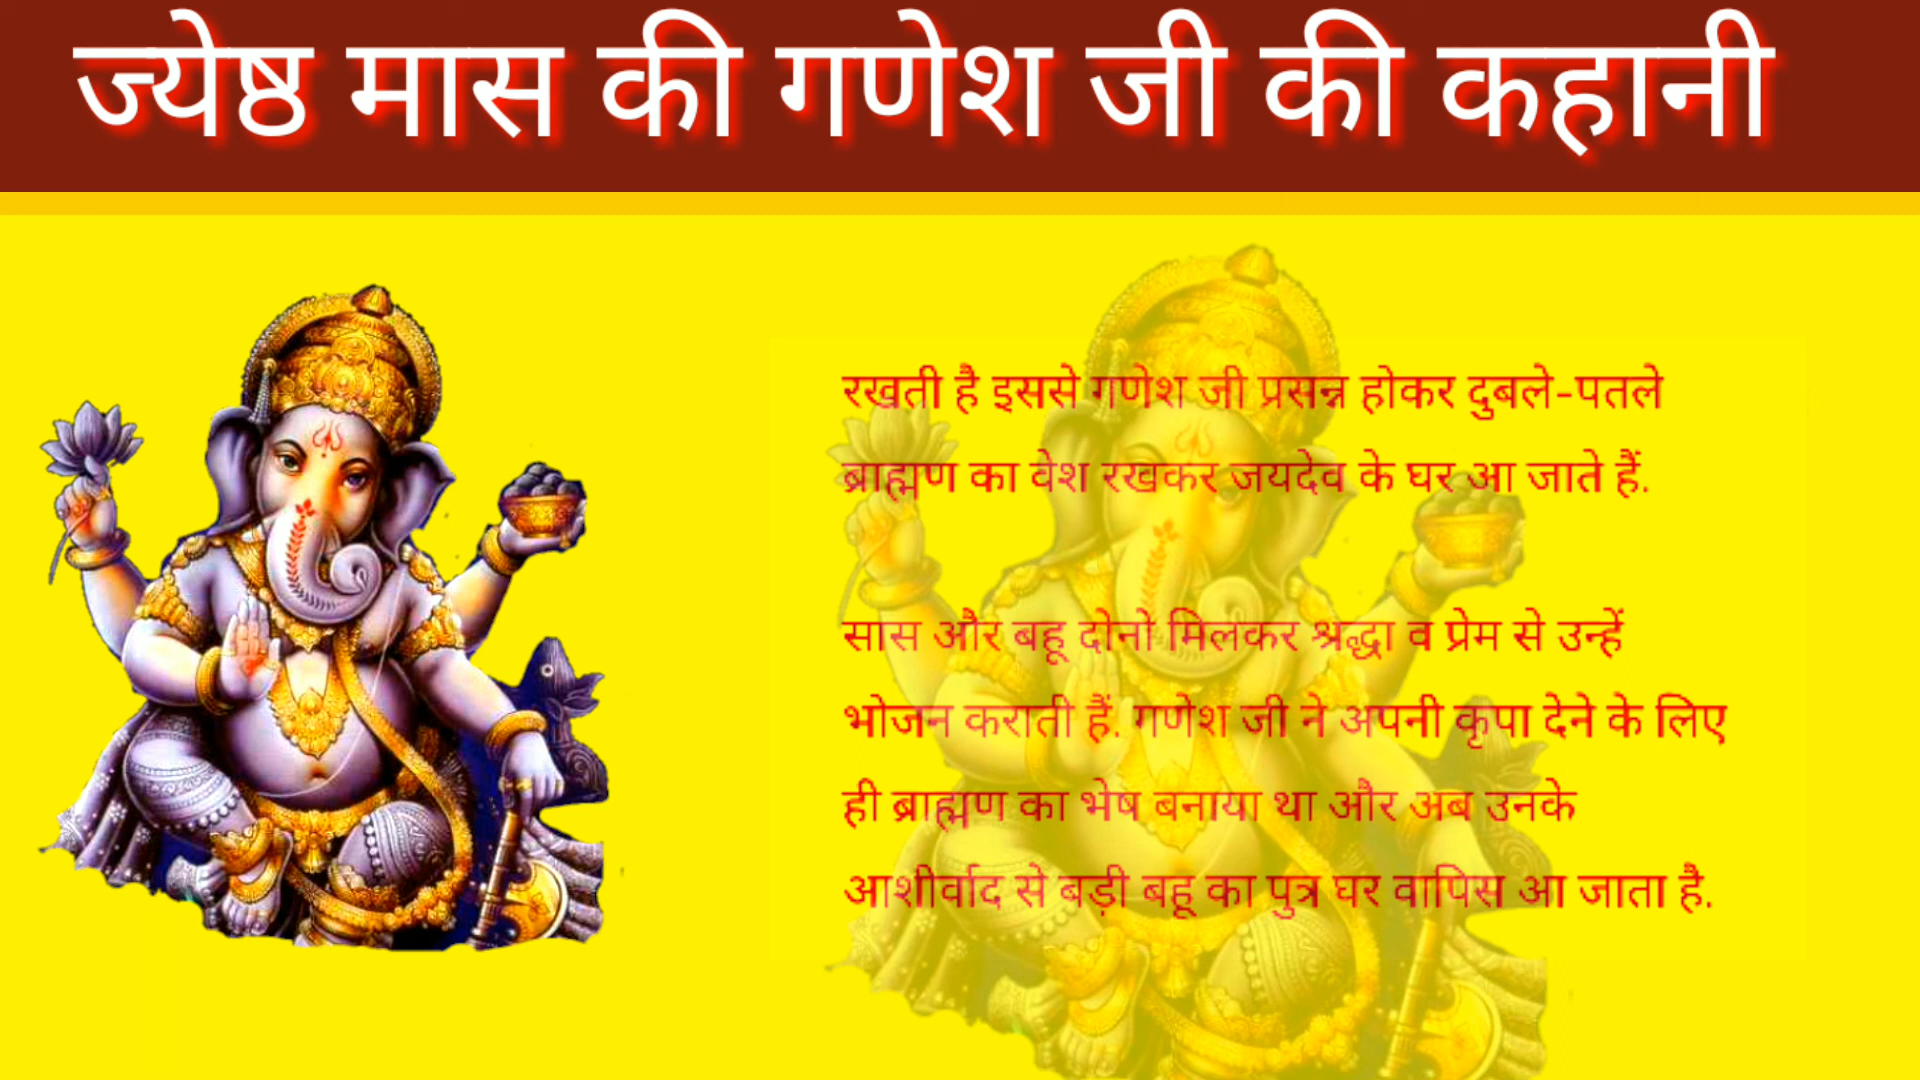 ज्येष्ठ मास की गणेश जी की कहानी
रखती है इससे गणेश जी प्रसन्न होकर दुबले-पतले
ब्राह्मण का वेश रखकर जयदेव के घर आ जाते हैं.
सास और बहू दोनो मिलकर श्रद्धा व प्रेम से उन्हें
भोजन कराती हैं. गणेश जी ने अपनी कृपा देने के लिए
ही ब्राह्मण का भेष बनाया था और अब उनके
आशीर्वाद से बड़ी बहू का पुत्र घर वापिस आ जाता है.